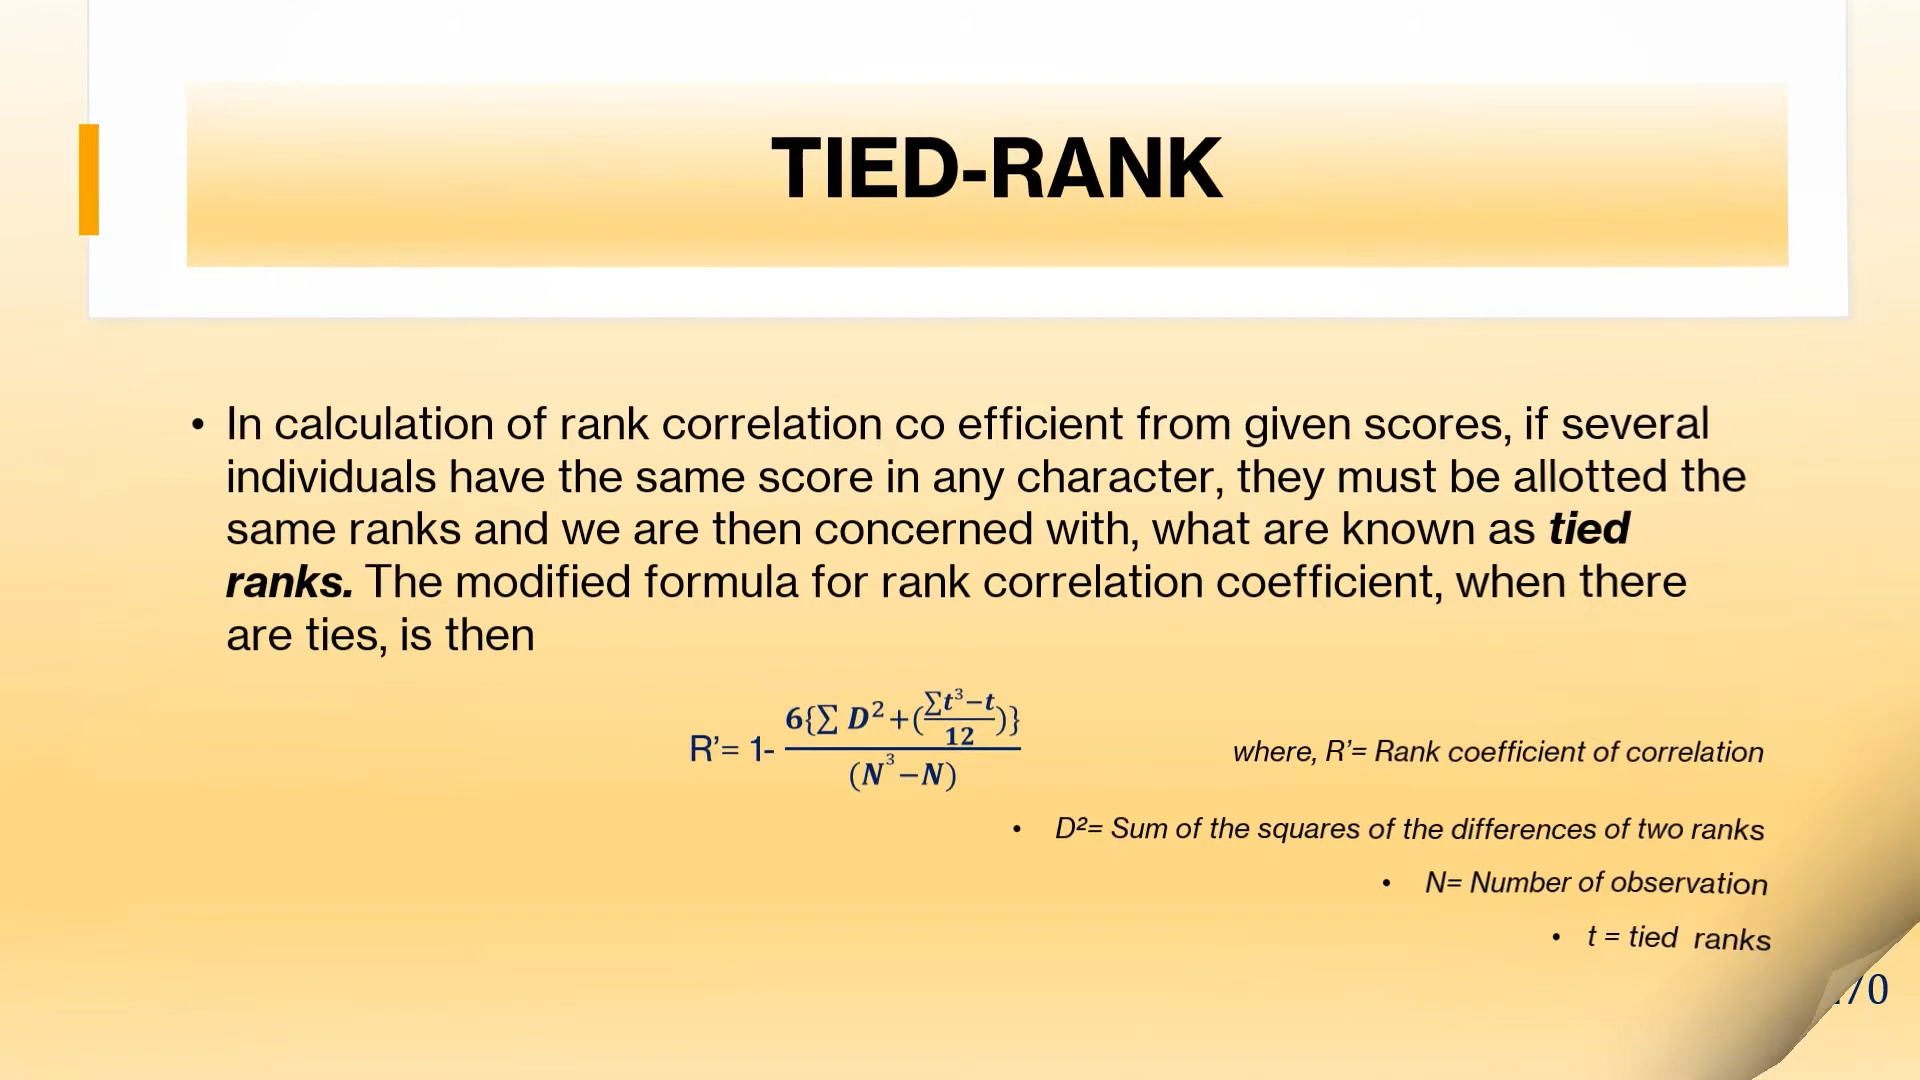 TIED-RANK
• In calculation of rank correlation co efficient from given scores, if several
individuals have the same score in any character, they must be allotted the
same ranks and we are then concerned with, what are known as tied
ranks. The modified formula for rank correlation coefficient, when there
are ties, is then
R’= 1- 6{∑ D²+(∑t³−t/12)}/(N³−N) where, R’= Rank coefficient of correlation
• D²= Sum of the squares of the differences of two ranks
• N= Number of observation
• t = tied ranks